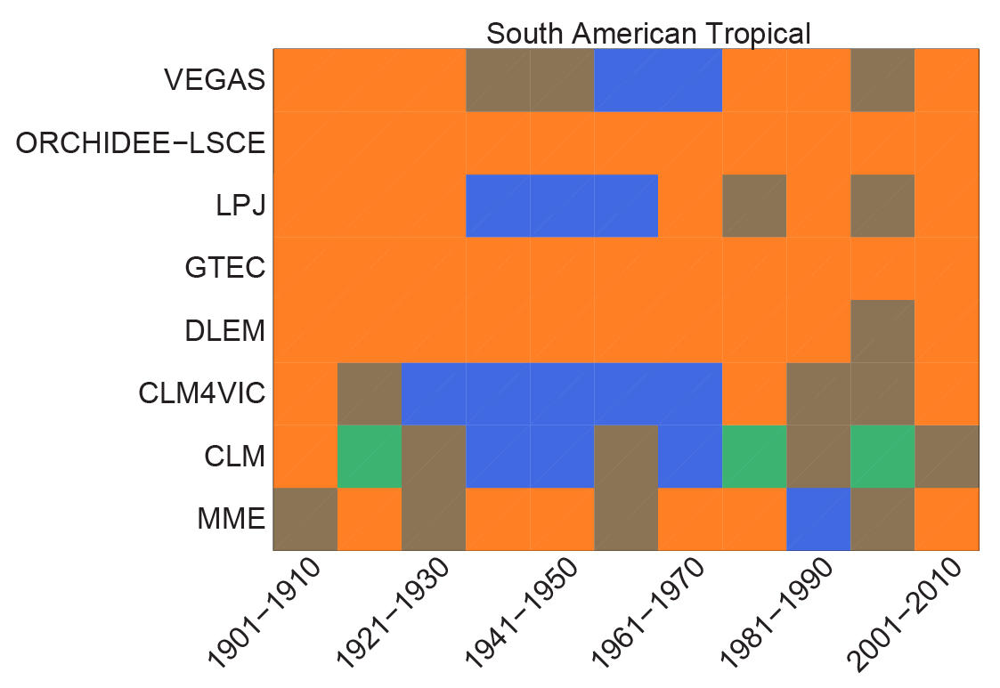 South American Tropical
VEGAS
ORCHIDEE−LSCE
LPJ
GTEC
DLEM
CLM4VIC
CLM
MME
1901−1910
1921−1930
1941−1950
1961−1970
1981−1990
2001−2010